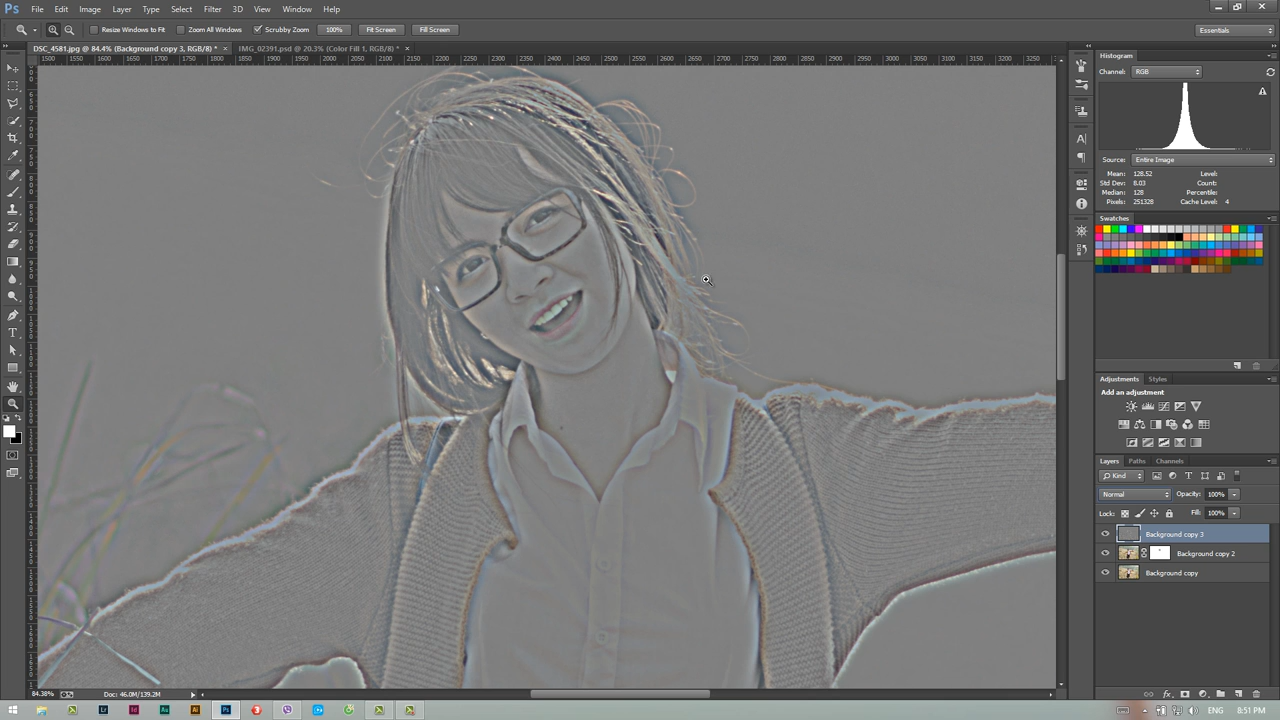 Ps File Edit Image Layer Type Select Filter 3D View Window Help
Resize Windows to Fit Zoom All Windows Scrubby Zoom 100% Fit Screen Fill Screen Essentials
DSC_4581.jpg @ 84.4% (Background copy 3, RGB/8) * × IMG_02391.psd @ 20.3% (Color Fill 1, RGB/8) * ×
1500 1550 1600 1650 1700 1750 1800 1850 1900 1950 2000 2050 2100 2150 2200 2250 2300 2350 2400 2450 2500 2550 2600 2650 2700 2750 2800 2850 2900 2950 3000 3050 3100 3150 3200 3250
Histogram
Channel: RGB
Source: Entire Image
Mean: 128.52 Level:
Std Dev: 8.03 Count:
Median: 128 Percentile:
Pixels: 251328 Cache Level: 4
Swatches
Adjustments Styles
Add an adjustment
Layers Paths Channels
Kind
Normal Opacity: 100%
Lock: Fill: 100%
Background copy 3
Background copy 2
Background copy
fx
84.38% Doc: 46.0M/139.2M
Lr Id Au Ai Ps ENG 8:51 PM